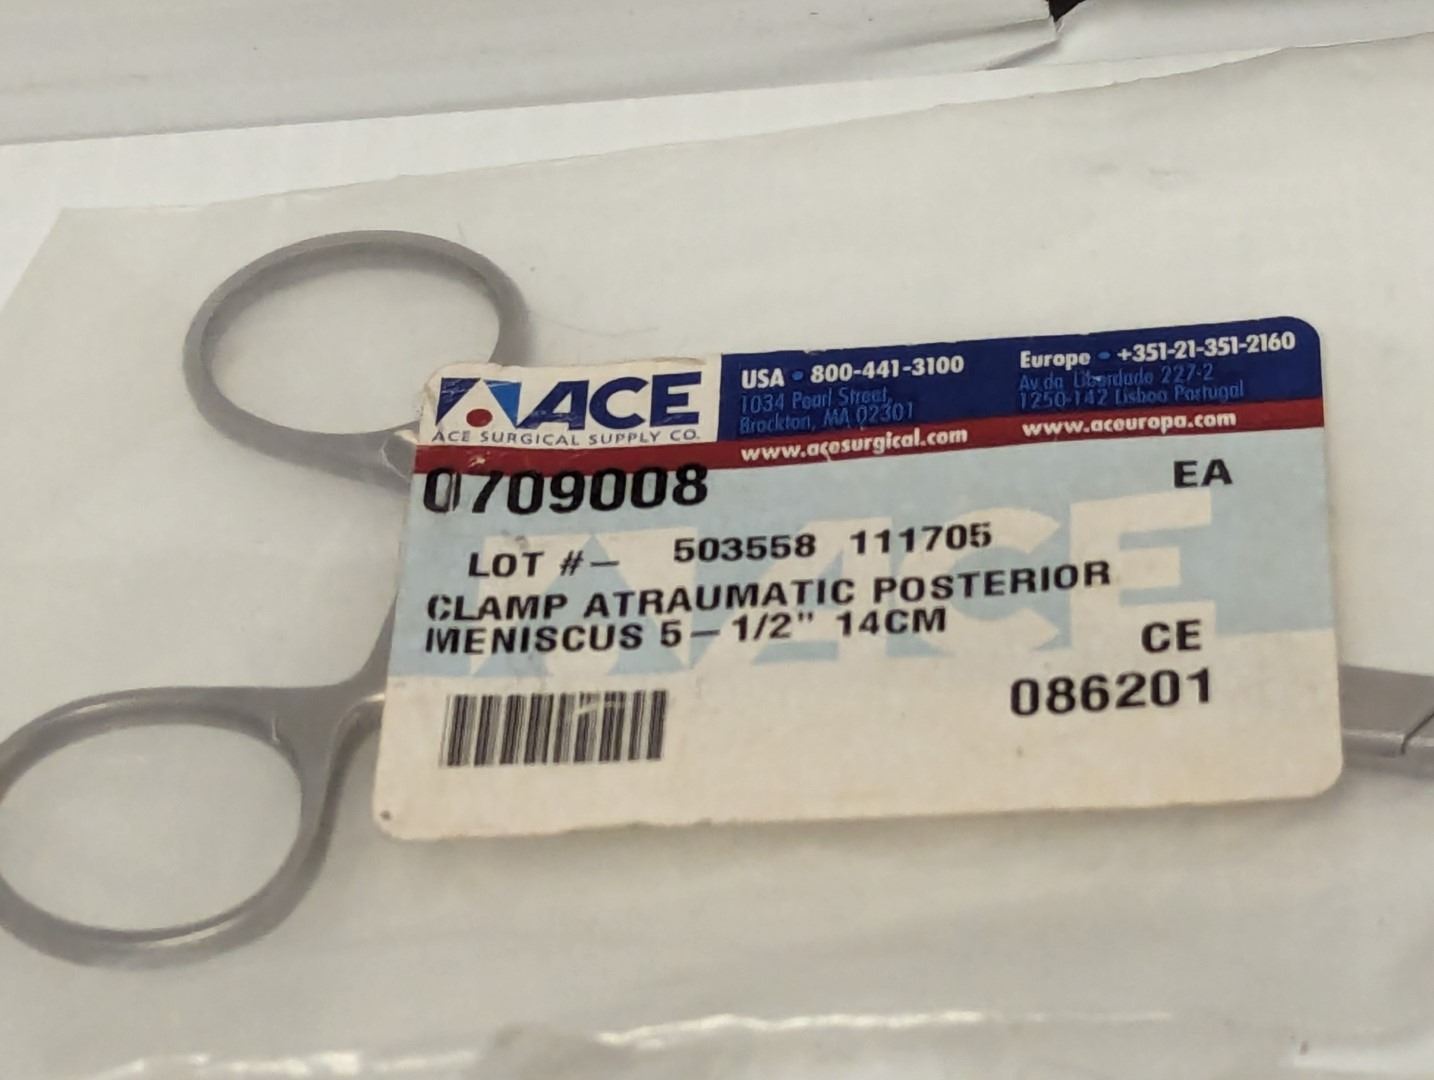 ACE
ACE SURGICAL SUPPLY CO.
USA • 800-441-3100
1034 Pearl Street,
Brockton, MA 02301
www.acesurgical.com
Europe • +351-21-351-2160
Av da Liberdade 227-2
1250-142 Lisboa Portugal
www.aceuropa.com
0709008
EA
LOT #— 503558 111705
CLAMP ATRAUMATIC POSTERIOR
MENISCUS 5—1/2" 14CM
CE
086201
ACE